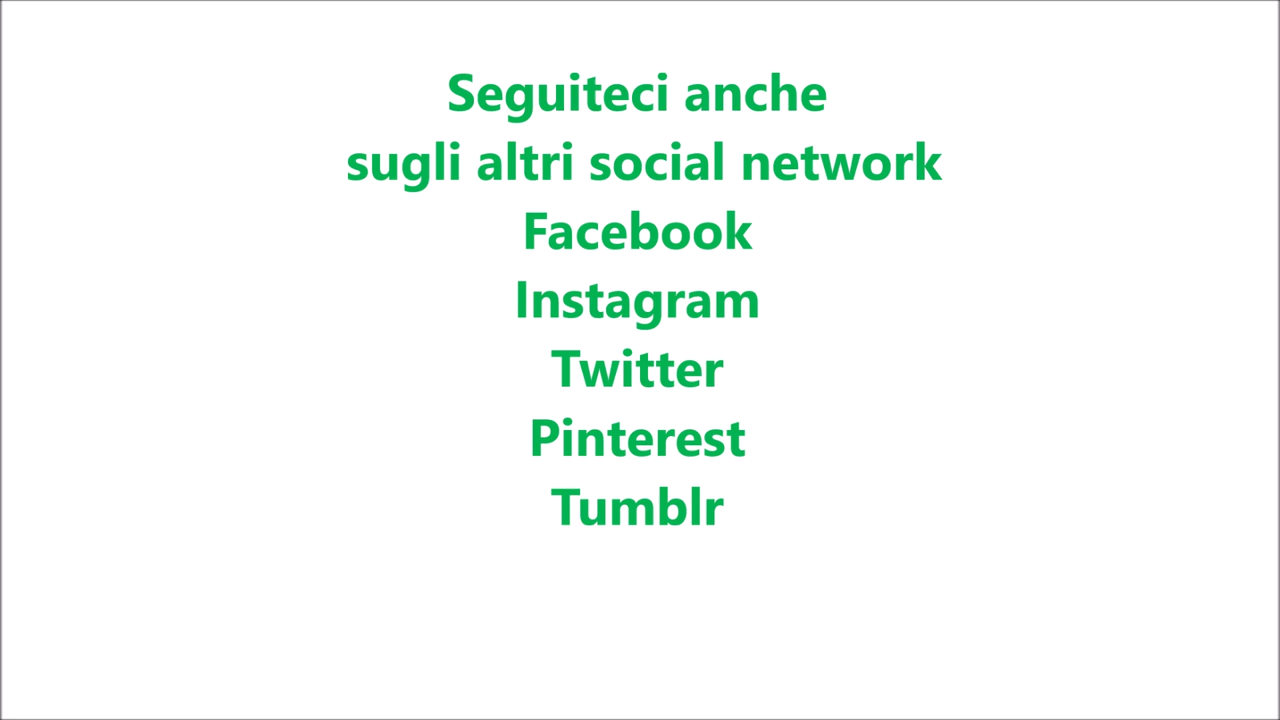 Seguiteci anche
sugli altri social network
Facebook
Instagram
Twitter
Pinterest
Tumblr